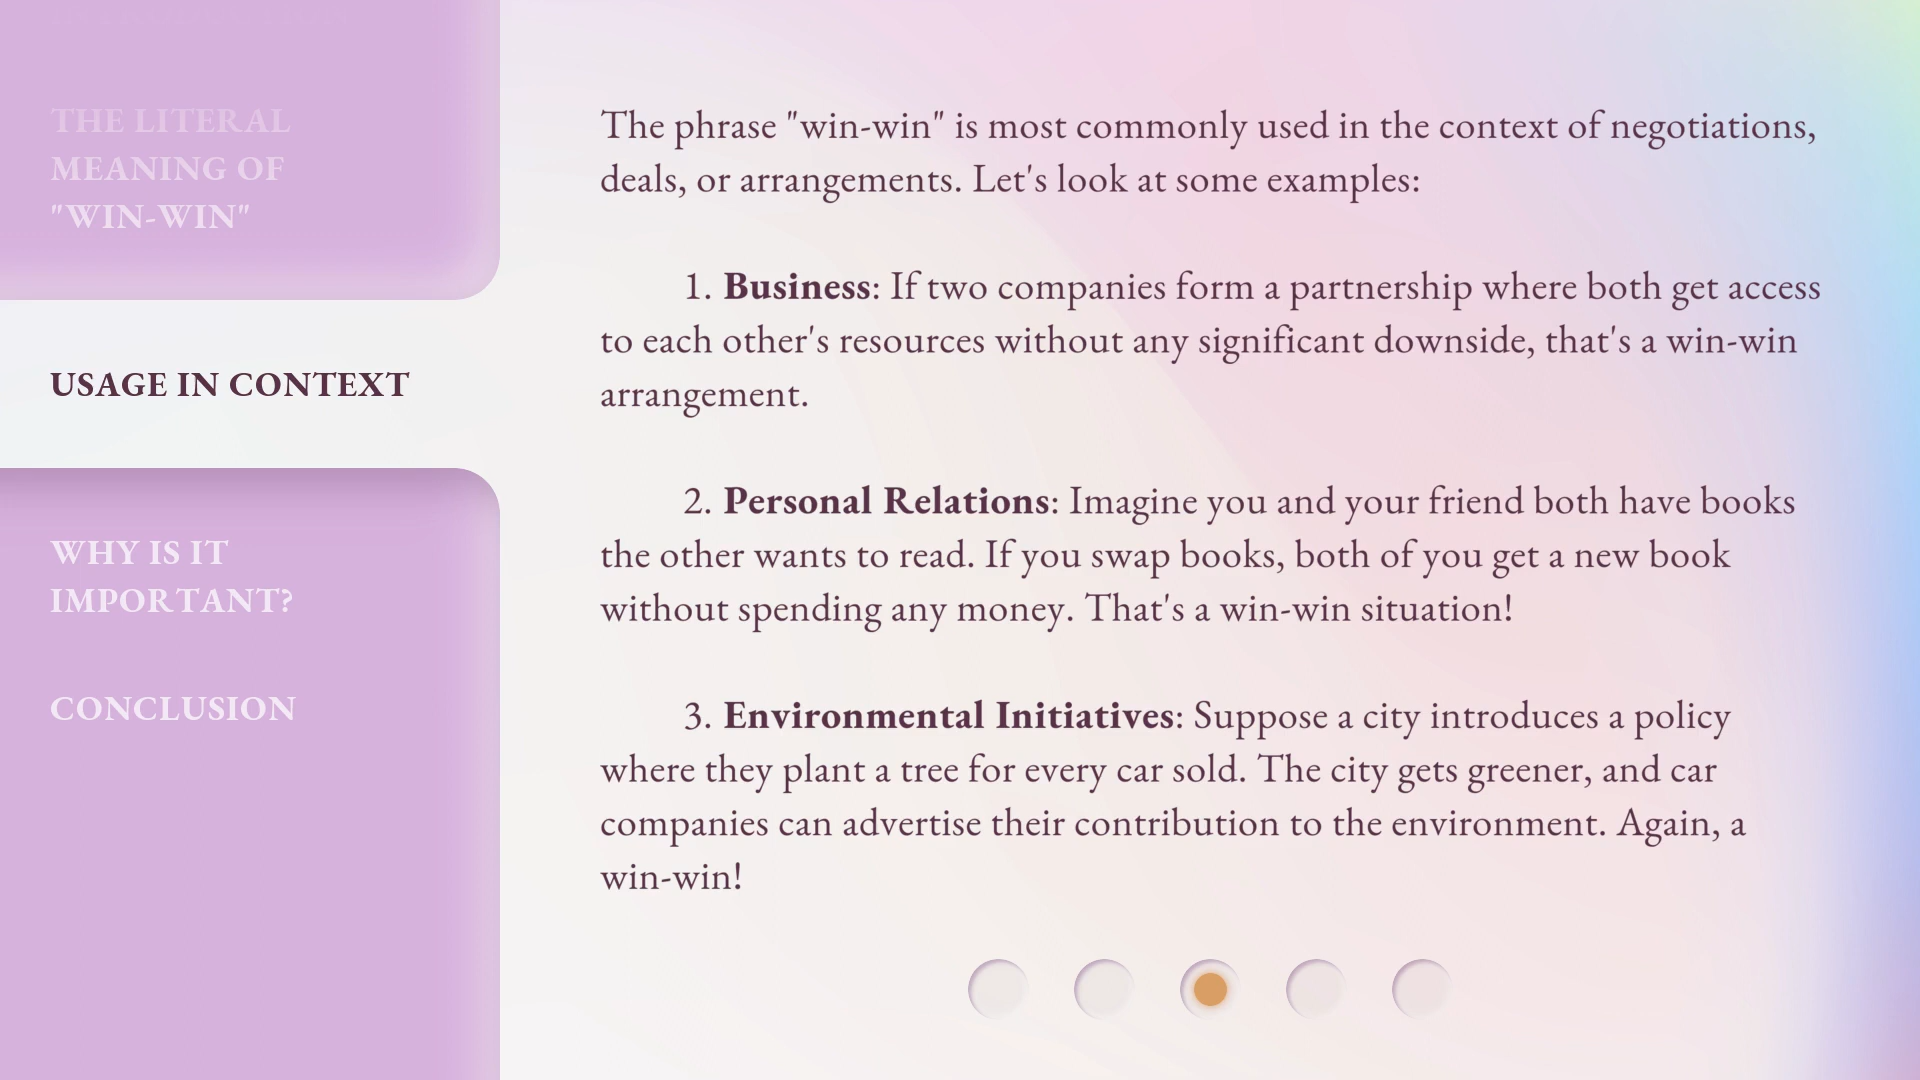 THE LITERAL
MEANING OF
"WIN-WIN"
USAGE IN CONTEXT
WHY IS IT
IMPORTANT?
CONCLUSION
The phrase "win-win" is most commonly used in the context of negotiations,
deals, or arrangements. Let's look at some examples:
1. Business: If two companies form a partnership where both get access
to each other's resources without any significant downside, that's a win-win
arrangement.
2. Personal Relations: Imagine you and your friend both have books
the other wants to read. If you swap books, both of you get a new book
without spending any money. That's a win-win situation!
3. Environmental Initiatives: Suppose a city introduces a policy
where they plant a tree for every car sold. The city gets greener, and car
companies can advertise their contribution to the environment. Again, a
win-win!